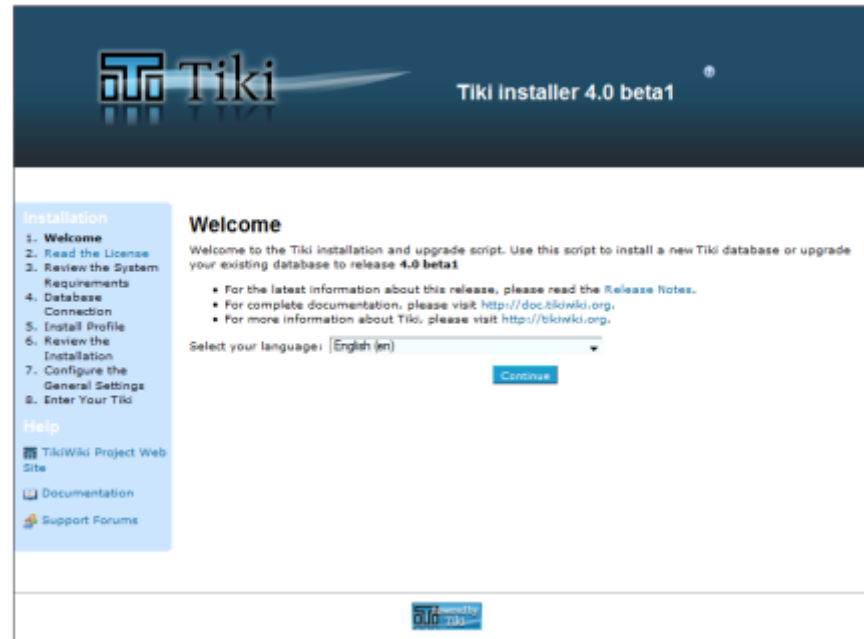 Tiki
Tiki installer 4.0 beta1
Installation
1. Welcome
2. Read the License
3. Review the System
Requirements
4. Database
Connection
5. Install Profile
6. Review the
Installation
7. Configure the
General Settings
8. Enter Your Tiki
Help
TikiWiki Project Web
Site
Documentation
Support Forums
Welcome
Welcome to the Tiki installation and upgrade script. Use this script to install a new Tiki database or upgrade
your existing database to release 4.0 beta1
• For the latest information about this release, please read the Release Notes.
• For complete documentation, please visit http://doc.tikiwiki.org.
• For more information about Tiki, please visit http://tikiwiki.org.
Select your language: English (en)
Continue
Powered by
Tiki